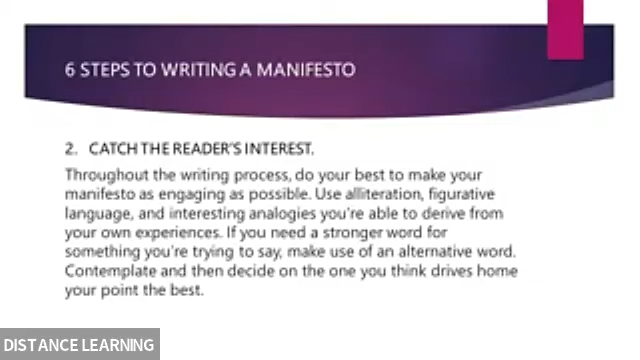 6 STEPS TO WRITING A MANIFESTO
2. CATCH THE READER'S INTEREST.
Throughout the writing process, do your best to make your
manifesto as engaging as possible. Use alliteration, figurative
language, and interesting analogies you're able to derive from
your own experiences. If you need a stronger word for
something you're trying to say, make use of an alternative word.
Contemplate and then decide on the one you think drives home
your point the best.
DISTANCE LEARNING